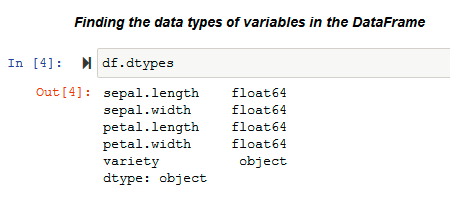 Finding the data types of variables in the DataFrame
In [4]: df.dtypes
Out[4]: sepal.length    float64
sepal.width     float64
petal.length    float64
petal.width     float64
variety          object
dtype: object